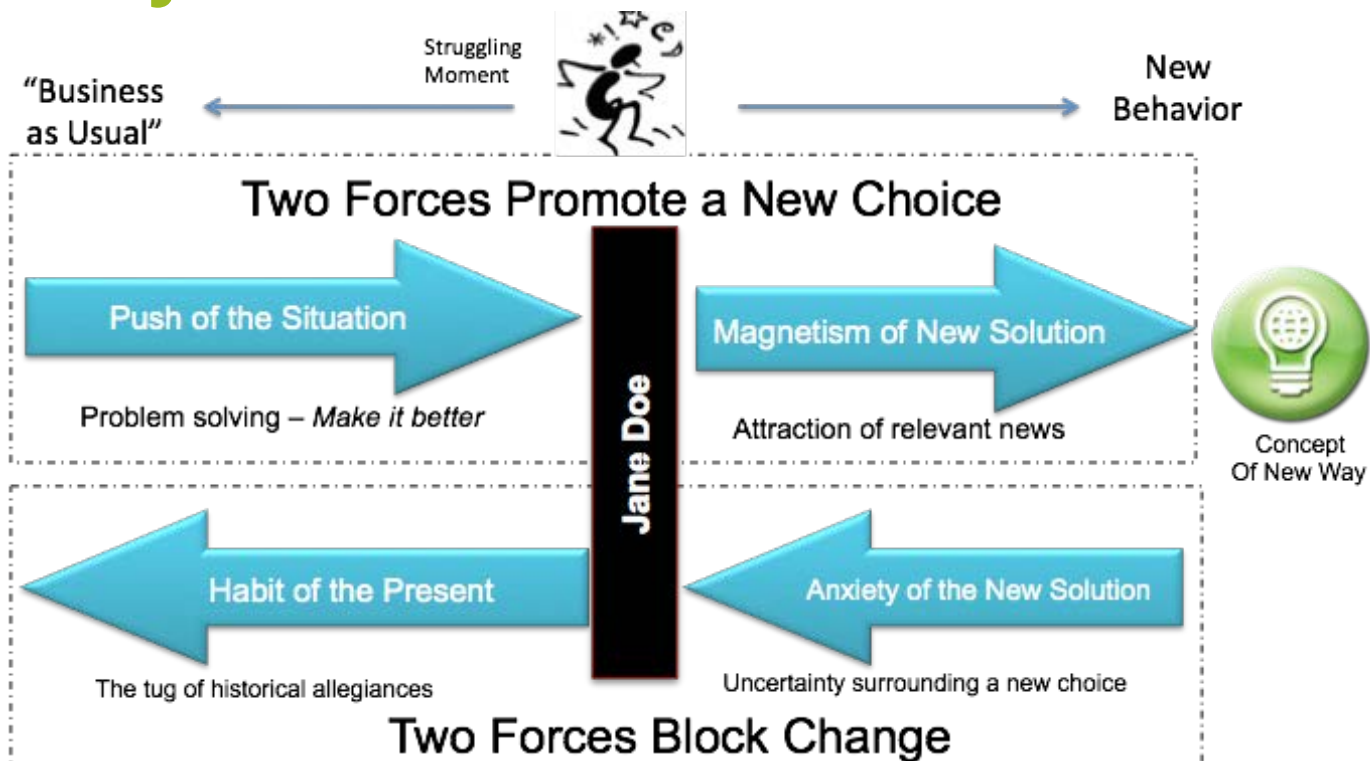 Struggling
Moment
"Business
as Usual"
New
Behavior
Two Forces Promote a New Choice
Push of the Situation
Magnetism of New Solution
Problem solving – Make it better
Attraction of relevant news
Jane Doe
Concept
Of New Way
Habit of the Present
Anxiety of the New Solution
The tug of historical allegiances
Uncertainty surrounding a new choice
Two Forces Block Change